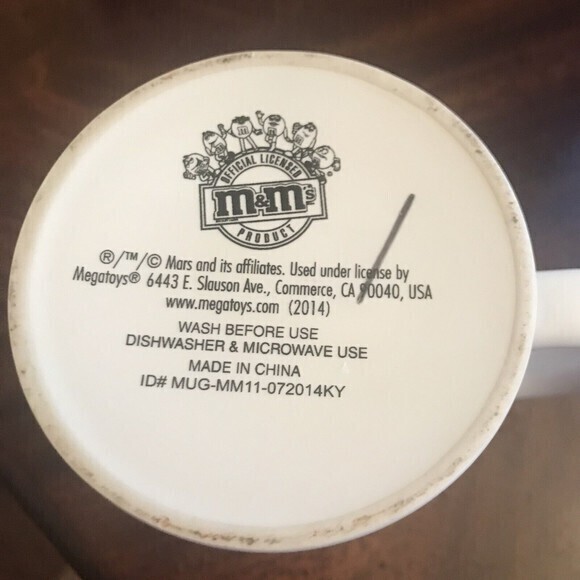 OFFICIAL LICENSED
m&m's
PRODUCT
®/™/© Mars and its affiliates. Used under license by
Megatoys® 6443 E. Slauson Ave., Commerce, CA 90040, USA
www.megatoys.com (2014)
WASH BEFORE USE
DISHWASHER & MICROWAVE USE
MADE IN CHINA
ID# MUG-MM11-072014KY